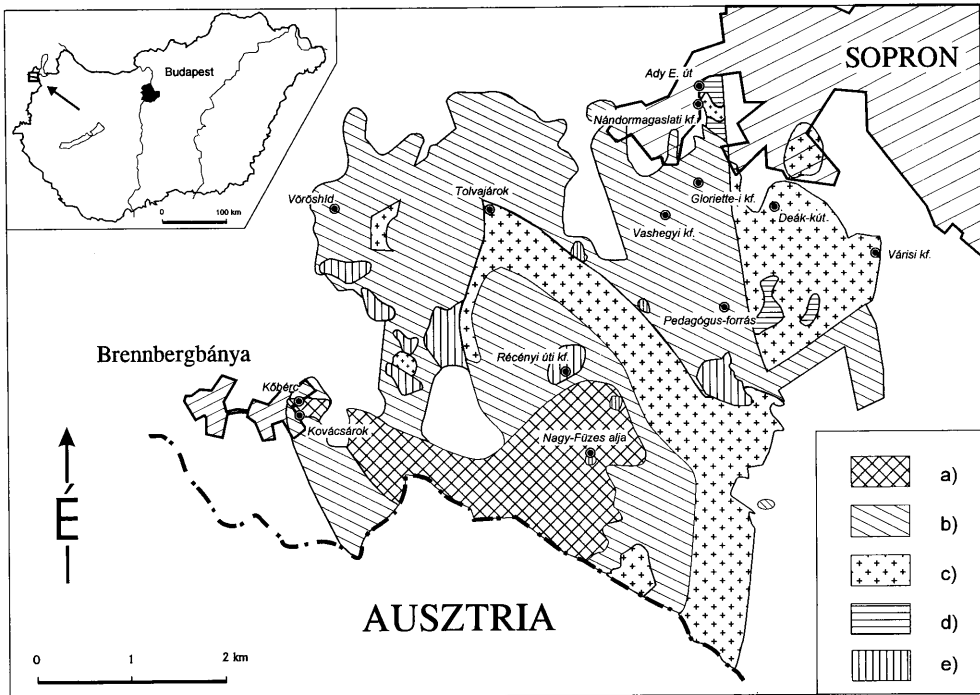 Budapest
0 100 km
SOPRON
Ady E. út
Nándormagaslati kf.
Gloriette-i kf.
Deák-kút
Várisi kf.
Vöröshíd
Tolvajárok
Vashegyi kf.
Pedagógus-forrás
Brennbergbánya
Récényi úti kf.
Kőbérc
Kovácsárok
Nagy-Füzes alja
É
AUSZTRIA
0 1 2 km
a)
b)
c)
d)
e)